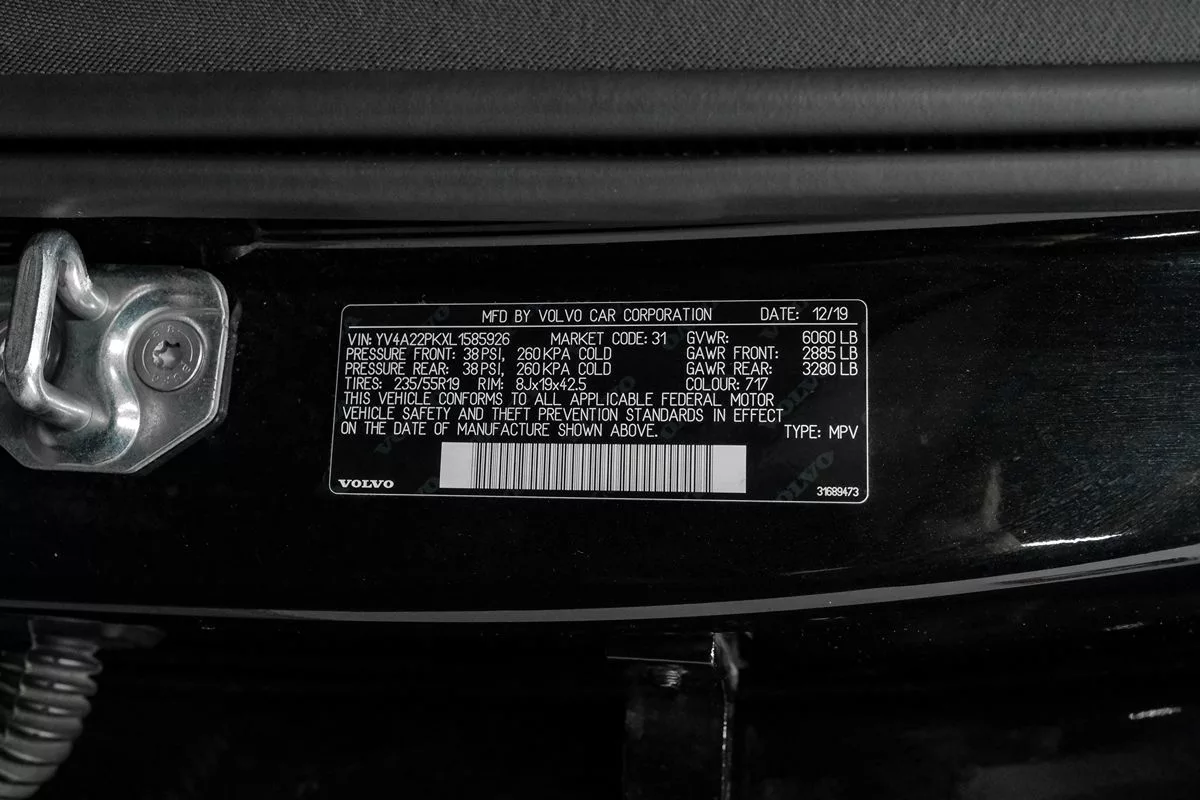 MFD BY VOLVO CAR CORPORATION DATE: 12/19
VIN: YV4A22PKXL1585926 MARKET CODE: 31 GVWR: 6060 LB
PRESSURE FRONT: 38 PSI, 260 KPA COLD GAWR FRONT: 2885 LB
PRESSURE REAR: 38 PSI, 260 KPA COLD GAWR REAR: 3280 LB
TIRES: 235/55R19 RIM: 8Jx19x42.5 COLOUR: 717
THIS VEHICLE CONFORMS TO ALL APPLICABLE FEDERAL MOTOR
VEHICLE SAFETY AND THEFT PREVENTION STANDARDS IN EFFECT
ON THE DATE OF MANUFACTURE SHOWN ABOVE. TYPE: MPV
VOLVO 31689473